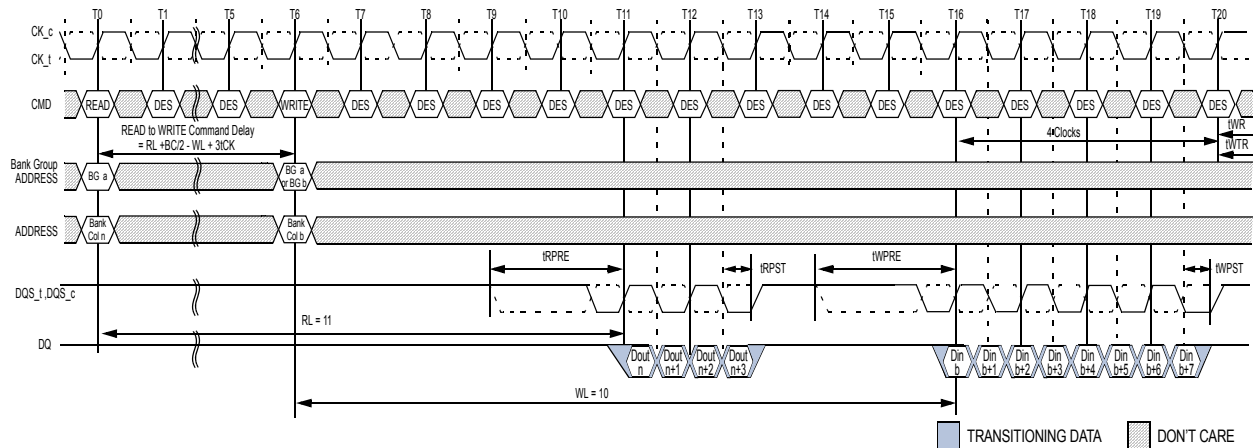 T0 T1 T5 T6 T7 T8 T9 T10 T11 T12 T13 T14 T15 T16 T17 T18 T19 T20
CK_c
CK_t
CMD READ DES DES WRITE DES DES DES DES DES DES DES DES DES DES DES DES DES DES
READ to WRITE Command Delay
= RL +BC/2 - WL + 3tCK
4 Clocks
tWR
tWTR
Bank Group
ADDRESS
BG a
BG a
or BG b
ADDRESS
Bank
Col n
Bank
Col b
tRPRE tRPST tWPRE tWPST
DQS_t ,DQS_c
RL = 11
DQ
Dout
n
Dout
n+1
Dout
n+2
Dout
n+3
Din
b
Din
b+1
Din
b+2
Din
b+3
Din
b+4
Din
b+5
Din
b+6
Din
b+7
WL = 10
TRANSITIONING DATA DON'T CARE